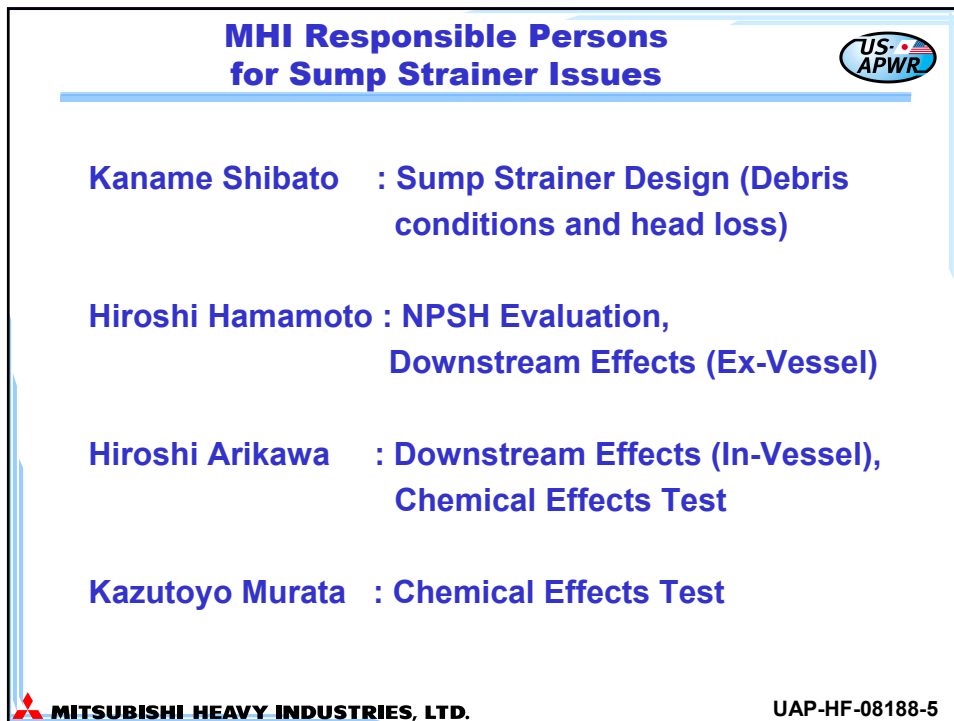 MHI Responsible Persons
for Sump Strainer Issues
US-
APWR
Kaname Shibato : Sump Strainer Design (Debris
conditions and head loss)
Hiroshi Hamamoto : NPSH Evaluation,
Downstream Effects (Ex-Vessel)
Hiroshi Arikawa : Downstream Effects (In-Vessel),
Chemical Effects Test
Kazutoyo Murata : Chemical Effects Test
MITSUBISHI HEAVY INDUSTRIES, LTD.
UAP-HF-08188-5